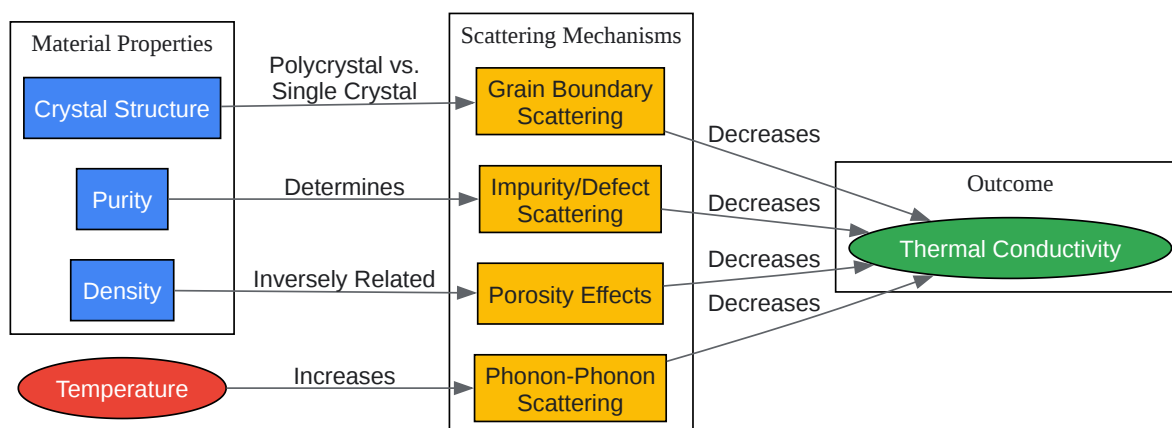 Material Properties
Scattering Mechanisms
Crystal Structure
Polycrystal vs.
Single Crystal
Grain Boundary
Scattering
Decreases
Purity
Determines
Impurity/Defect
Scattering
Decreases
Outcome
Thermal Conductivity
Density
Inversely Related
Porosity Effects
Decreases
Temperature
Increases
Phonon-Phonon
Scattering
Decreases